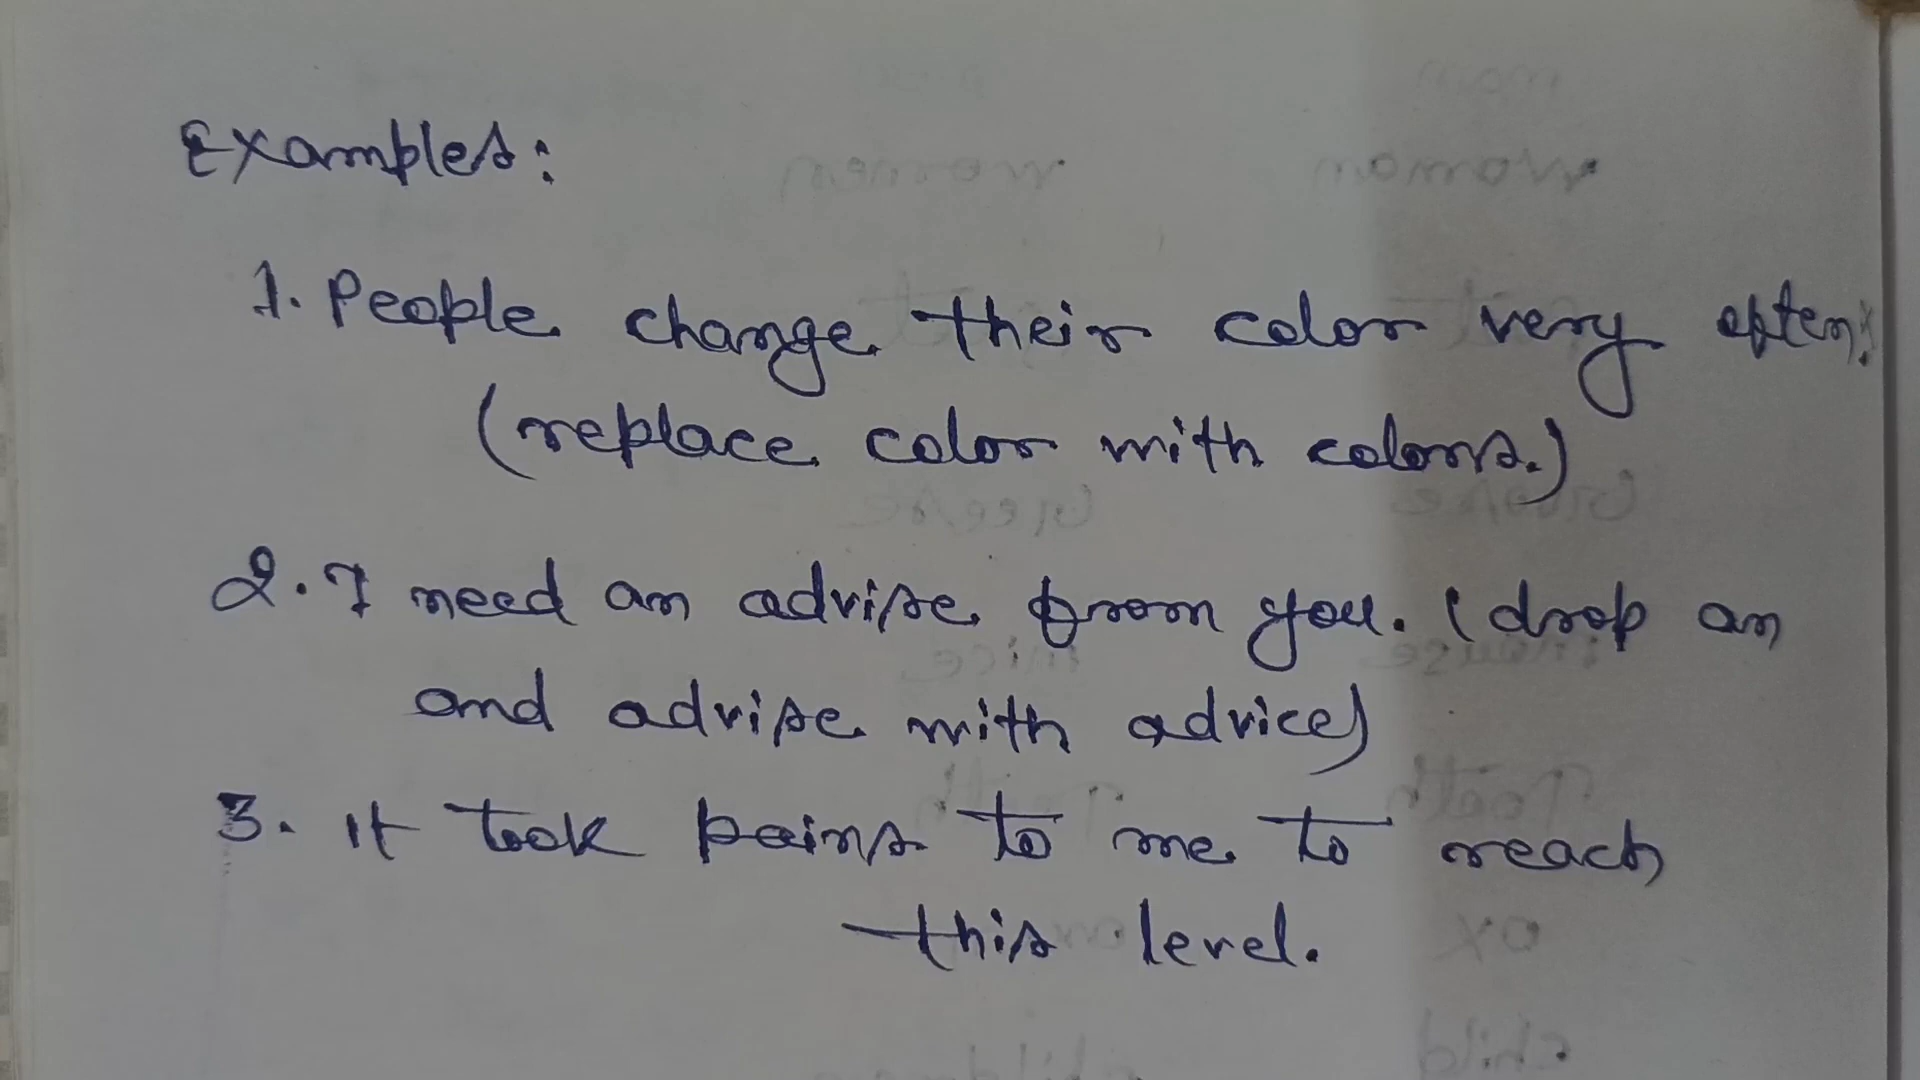 Examples:
1. People change their color very often.
(replace color with colors.)
2. I need an advise from you. (drop an
and advise with advice)
3. It took pains to me to reach
this level.